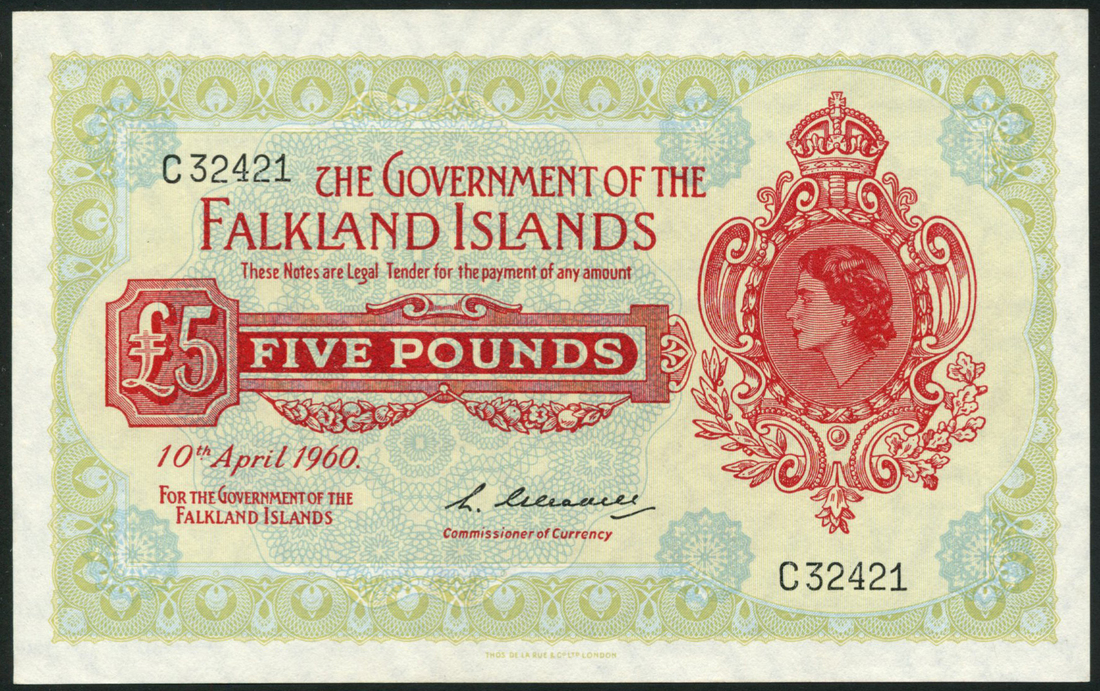 C32421
THE GOVERNMENT OF THE
FALKLAND ISLANDS
These Notes are Legal Tender for the payment of any amount
£5
FIVE POUNDS
10th April 1960.
FOR THE GOVERNMENT OF THE
FALKLAND ISLANDS
Commissioner of Currency
C32421
THOS DE LA RUE & CO LTD LONDON